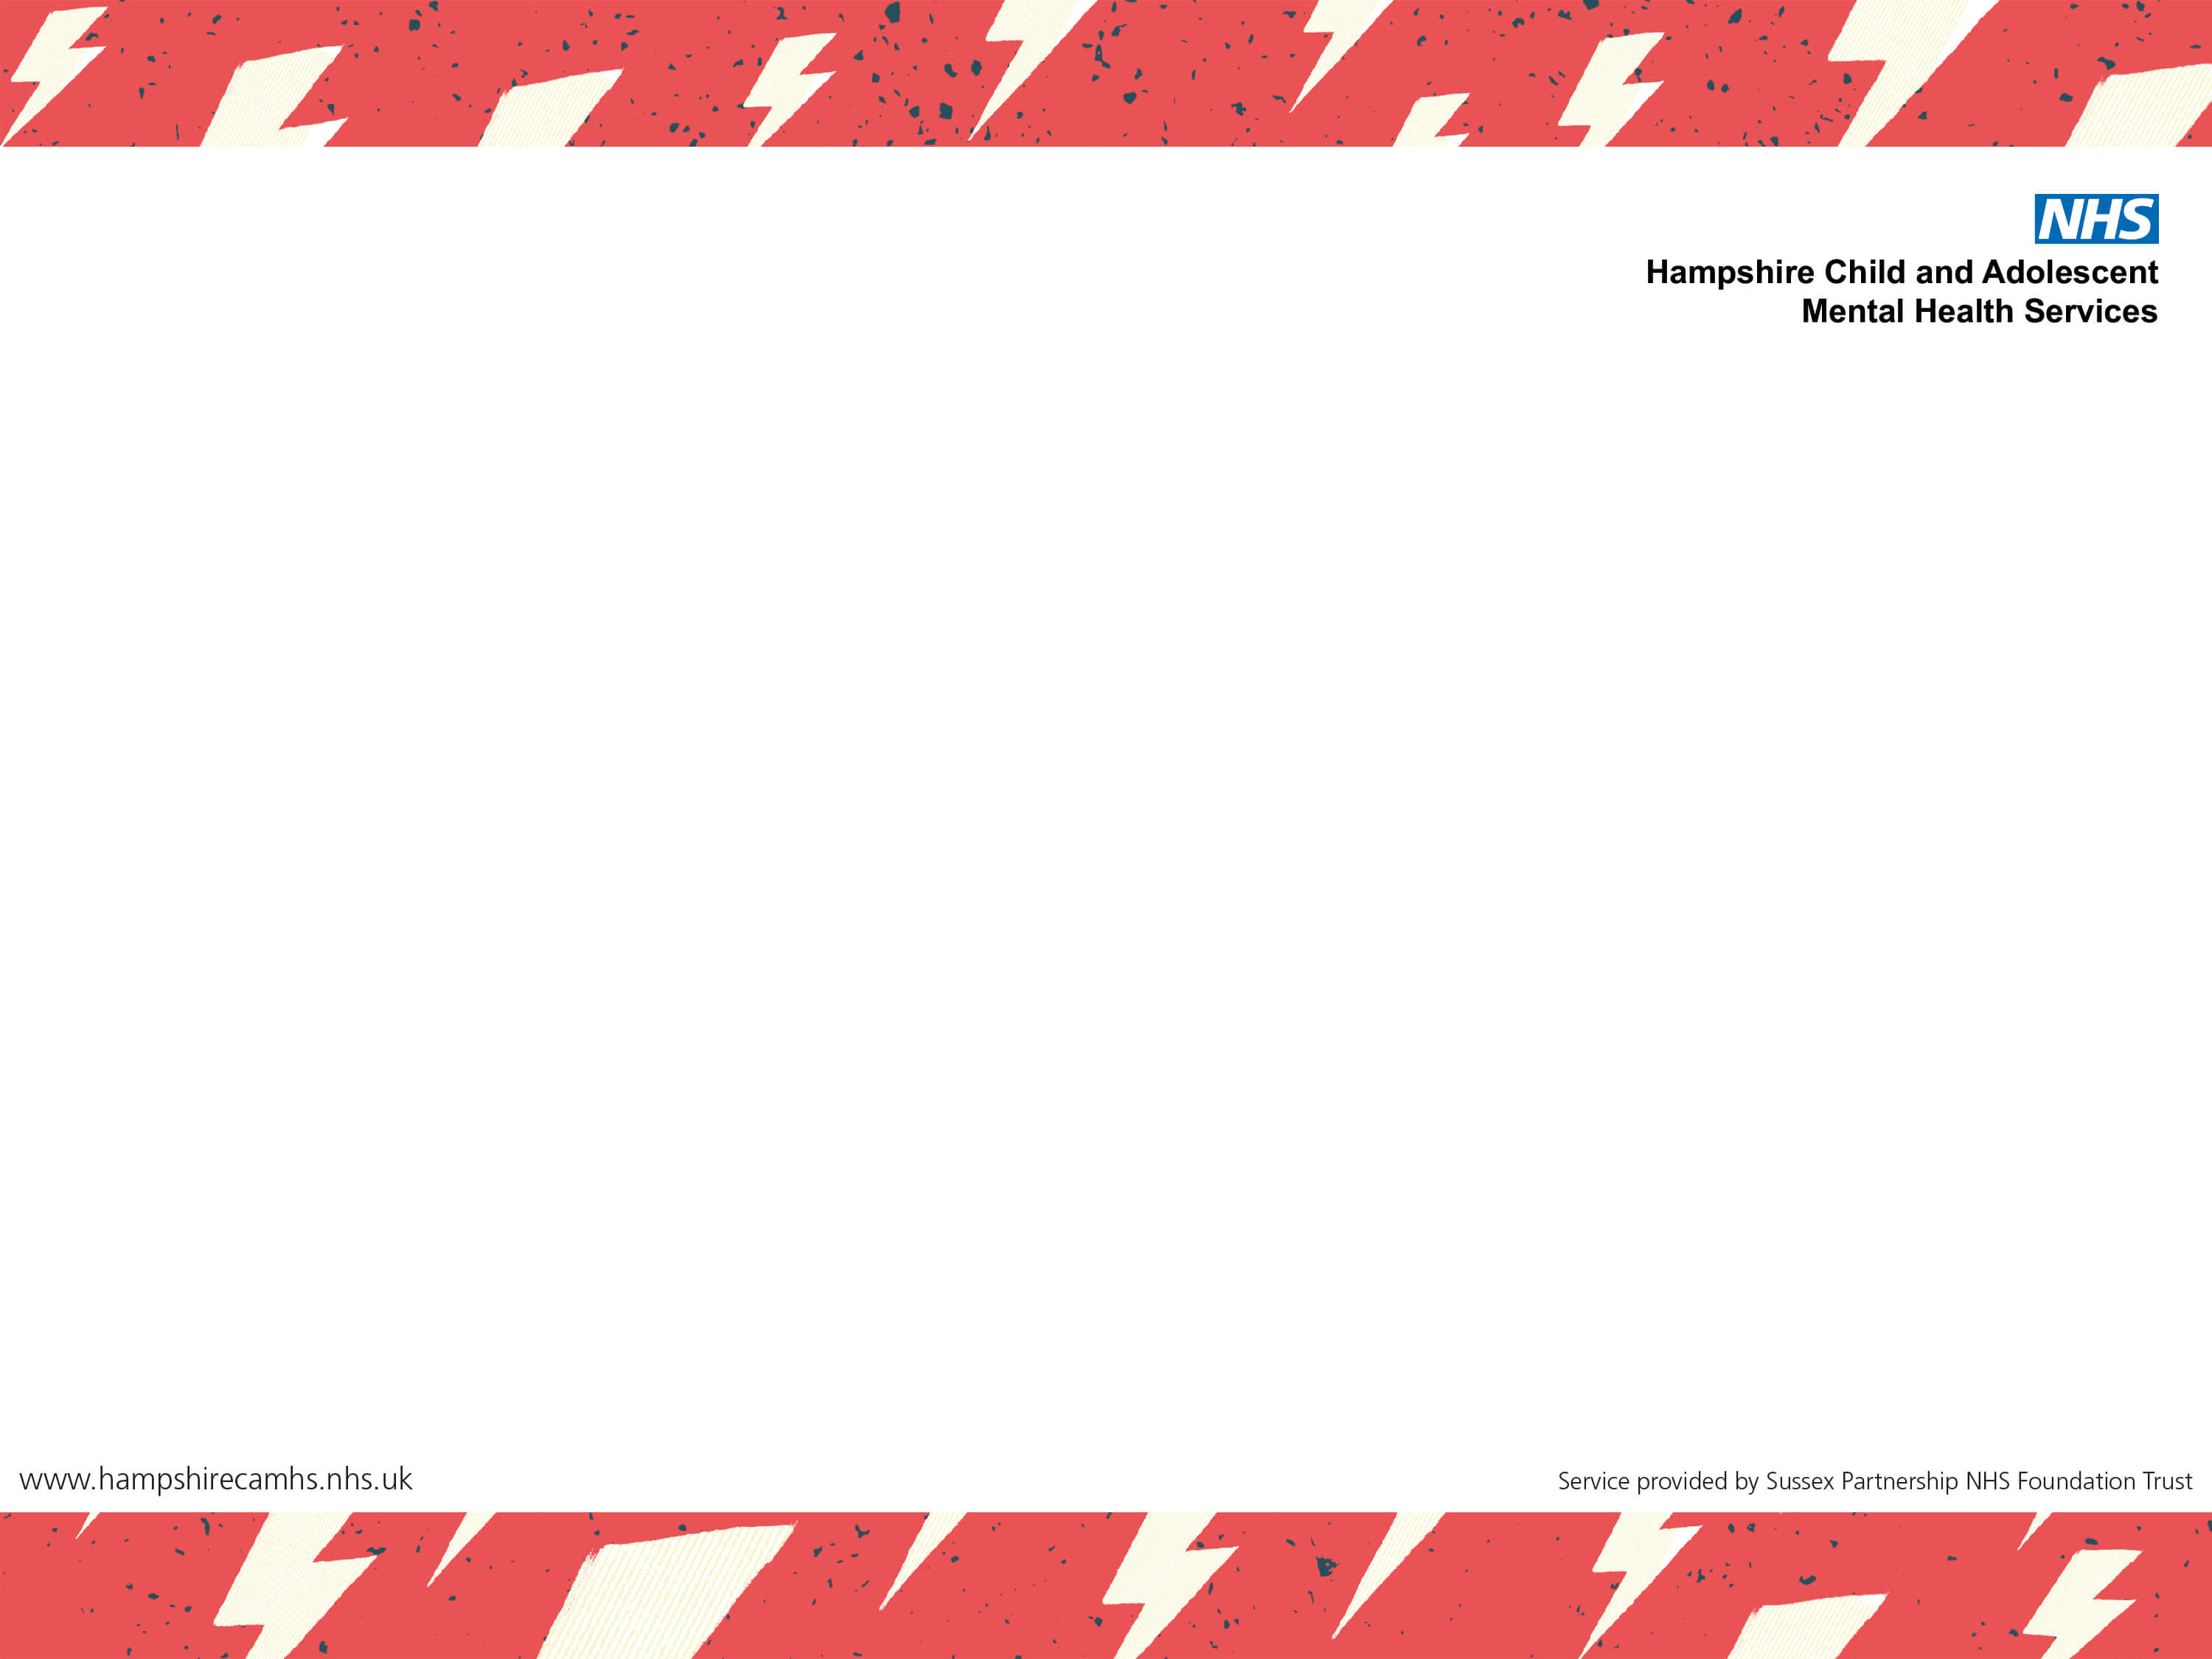 NHS
Hampshire Child and Adolescent
Mental Health Services
www.hampshirecamhs.nhs.uk
Service provided by Sussex Partnership NHS Foundation Trust